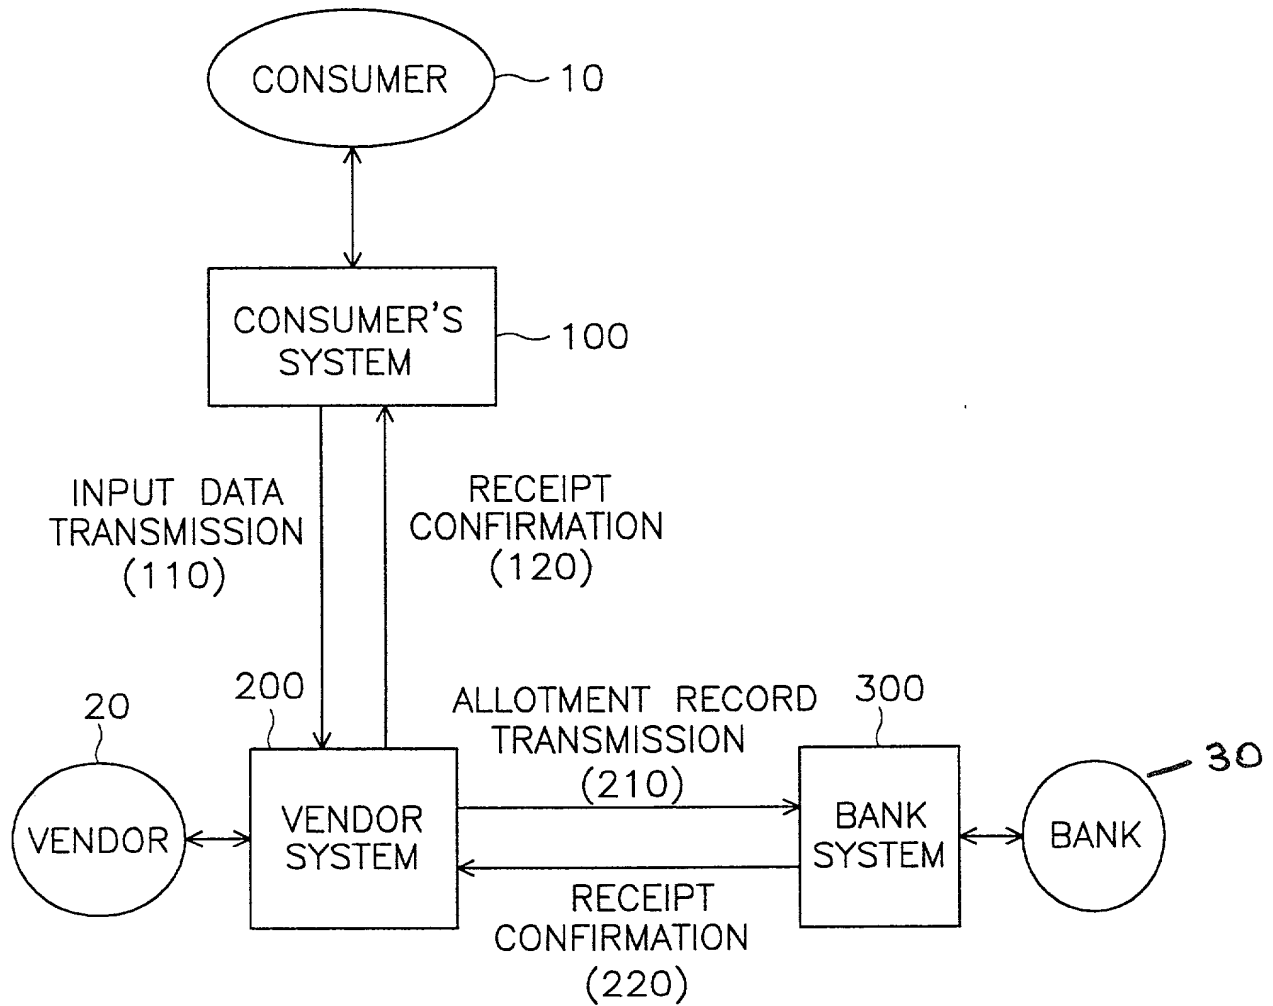 CONSUMER
10
CONSUMER'S
SYSTEM
100
INPUT DATA
TRANSMISSION
(110)
RECEIPT
CONFIRMATION
(120)
20
VENDOR
200
VENDOR
SYSTEM
ALLOTMENT RECORD
TRANSMISSION
(210)
RECEIPT
CONFIRMATION
(220)
300
BANK
SYSTEM
BANK
30